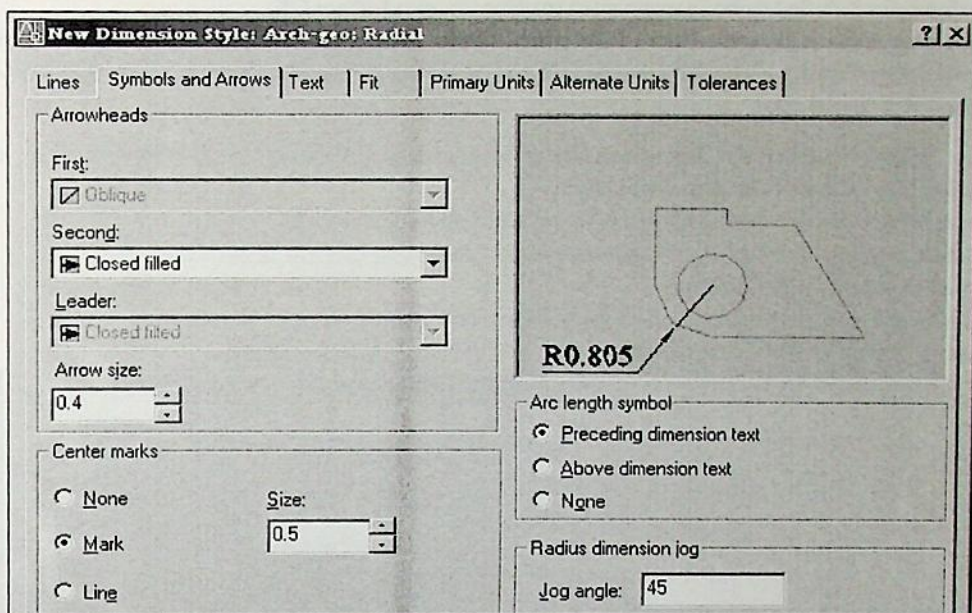 New Dimension Style: Arch-geo: Radial
Lines Symbols and Arrows Text Fit Primary Units Alternate Units Tolerances
Arrowheads
First:
Oblique
Second:
Closed filled
Leader:
Closed filled
Arrow size:
0.4
Center marks
None
Mark
Line
Size:
0.5
R0.805
Arc length symbol
Preceding dimension text
Above dimension text
None
Radius dimension jog
Jog angle: 45